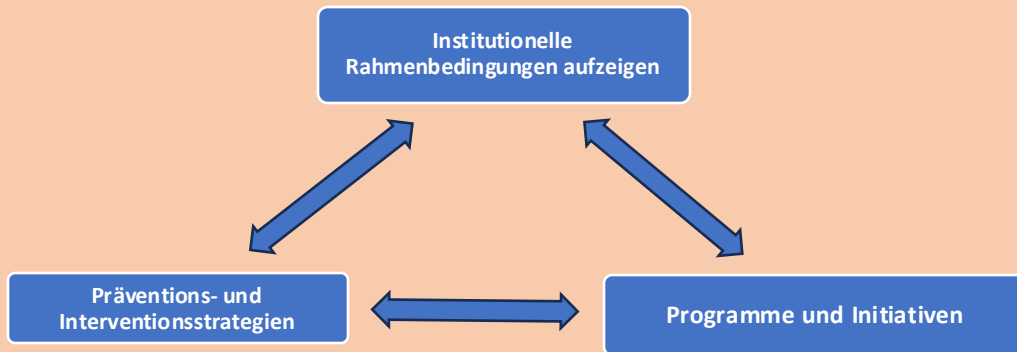 Institutionelle
Rahmenbedingungen aufzeigen
Präventions- und
Interventionsstrategien
Programme und Initiativen